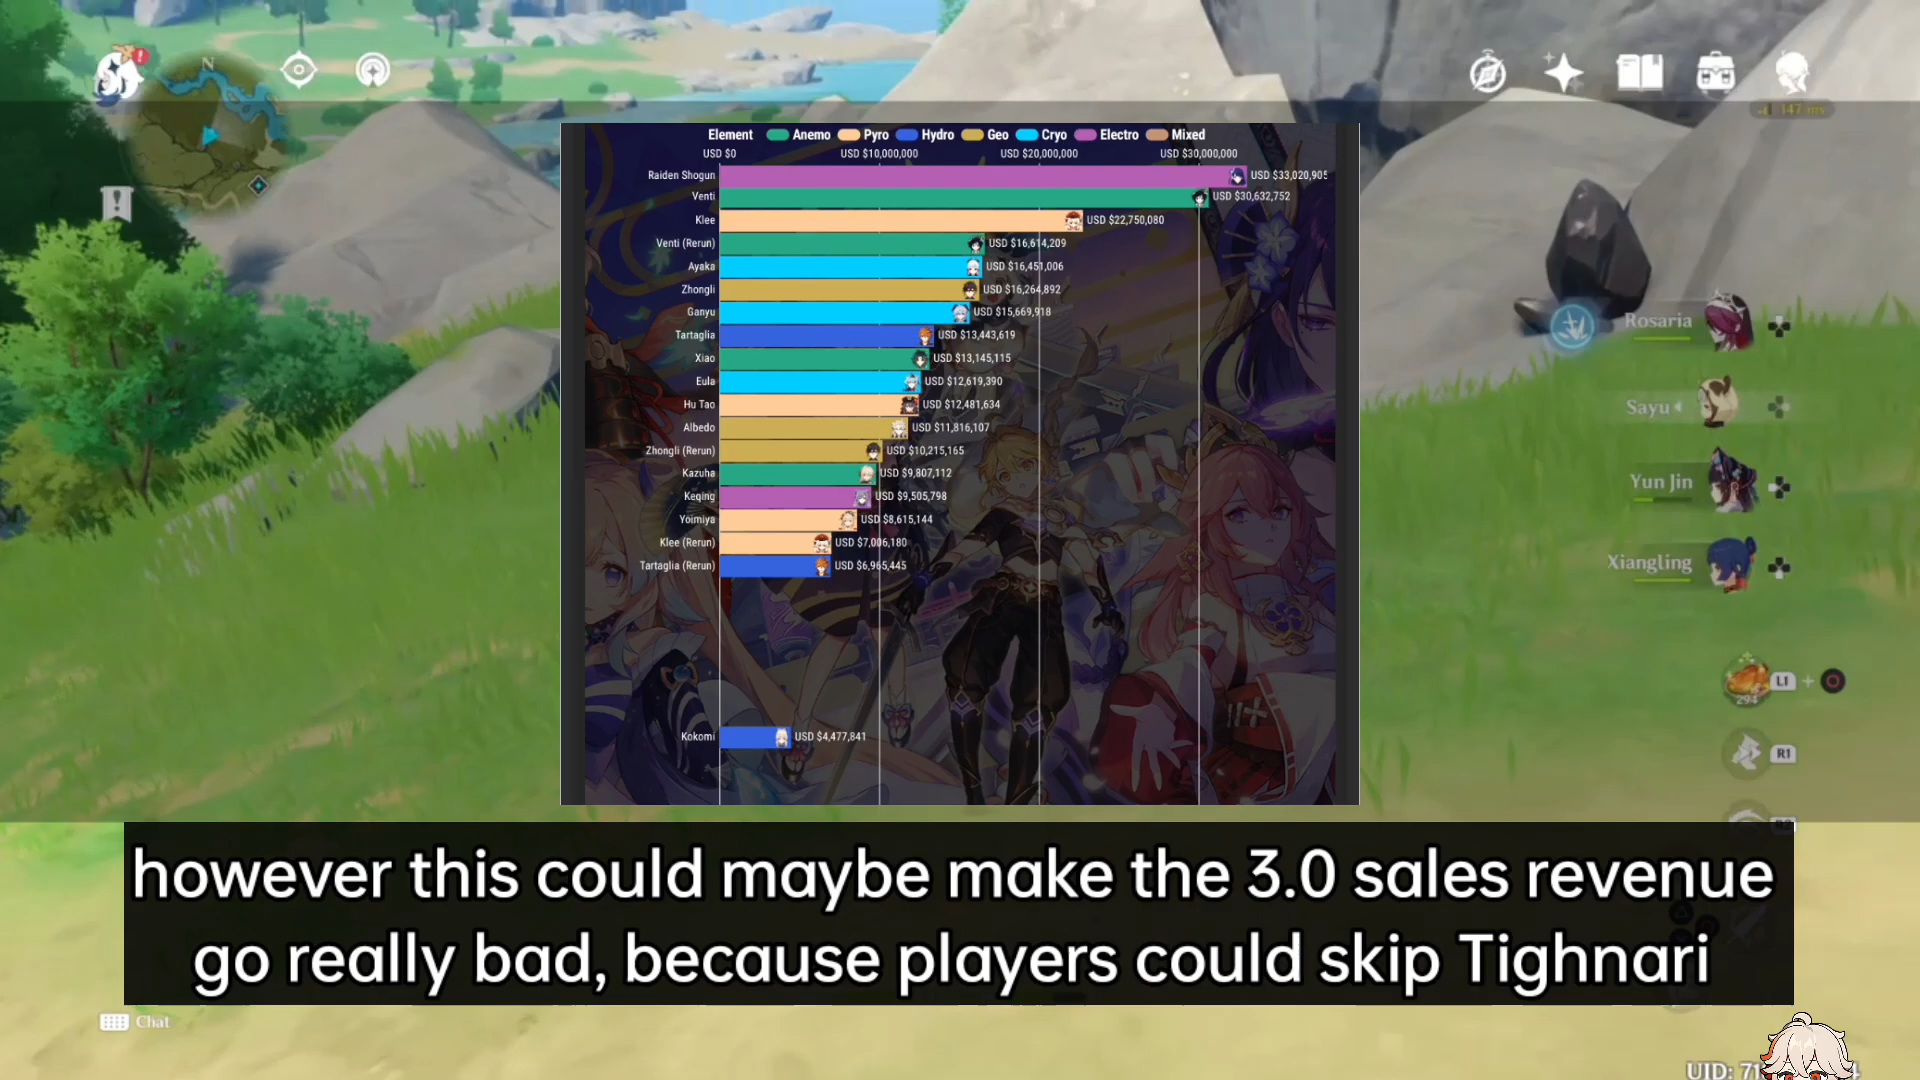 N
147 ms
Element Anemo Pyro Hydro Geo Cryo Electro Mixed
USD $0 USD $10,000,000 USD $20,000,000 USD $30,000,000
Raiden Shogun USD $33,020,905
Venti USD $30,632,752
Klee USD $22,750,080
Venti (Rerun) USD $16,614,209
Ayaka USD $16,451,006
Zhongli USD $16,264,892
Ganyu USD $15,669,918
Tartaglia USD $13,443,619
Xiao USD $13,145,115
Eula USD $12,619,390
Hu Tao USD $12,481,634
Albedo USD $11,816,107
Zhongli (Rerun) USD $10,215,165
Kazuha USD $9,807,112
Keqing USD $9,505,798
Yoimiya USD $8,615,144
Klee (Rerun) USD $7,006,180
Tartaglia (Rerun) USD $6,965,445
Kokomi USD $4,477,841
Rosaria
Sayu
Yun Jin
Xiangling
294 L1 +
R1
R2
however this could maybe make the 3.0 sales revenue
go really bad, because players could skip Tighnari
Chat
UID: